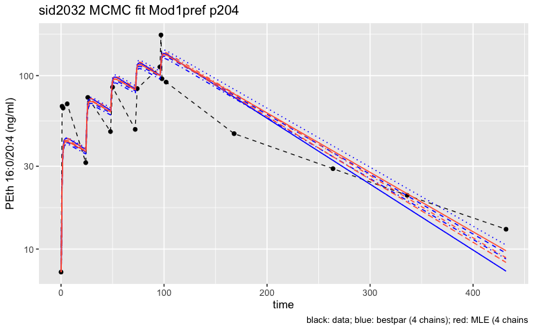 sid2032 MCMC fit Mod1pref p204
PEth 16:0/20:4 (ng/ml)
100
30
10
0
100
200
300
400
time
black: data; blue: bestpar (4 chains); red: MLE (4 chains